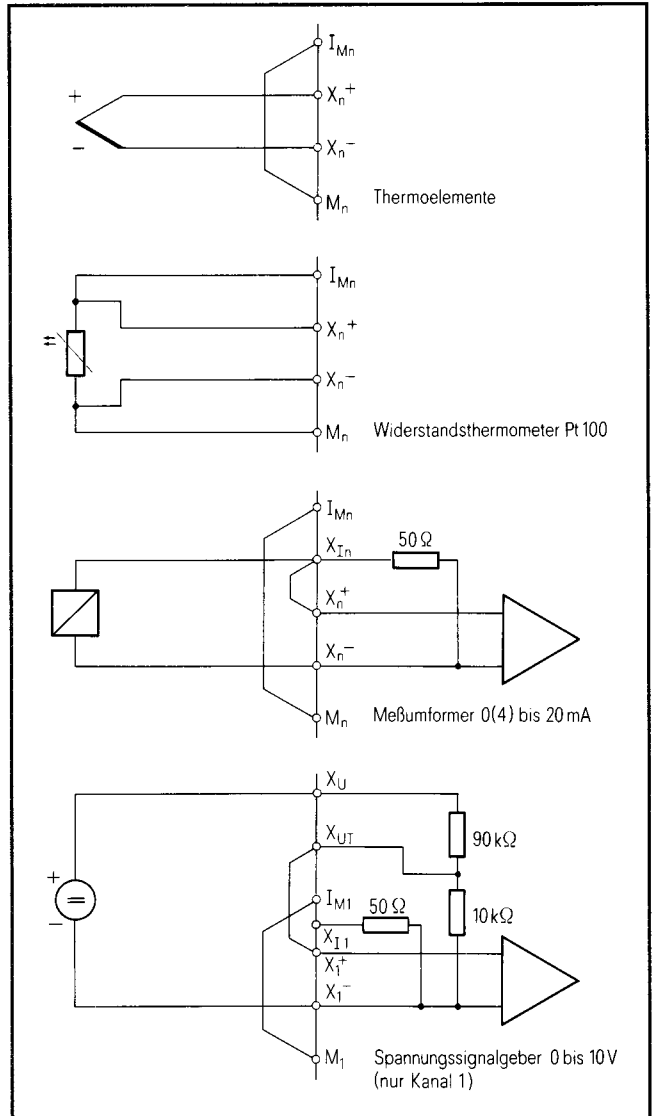 I_Mn
+ X_n+
− X_n−
M_n Thermoelemente
I_Mn
X_n+
X_n−
M_n Widerstandsthermometer Pt 100
I_Mn
X_In 50 Ω
X_n+
X_n−
M_n Meßumformer 0(4) bis 20 mA
X_U
X_UT 90 kΩ
+
−
I_M1 50 Ω 10 kΩ
X_I1
X_1+
X_1−
M_1 Spannungssignalgeber 0 bis 10 V
(nur Kanal 1)